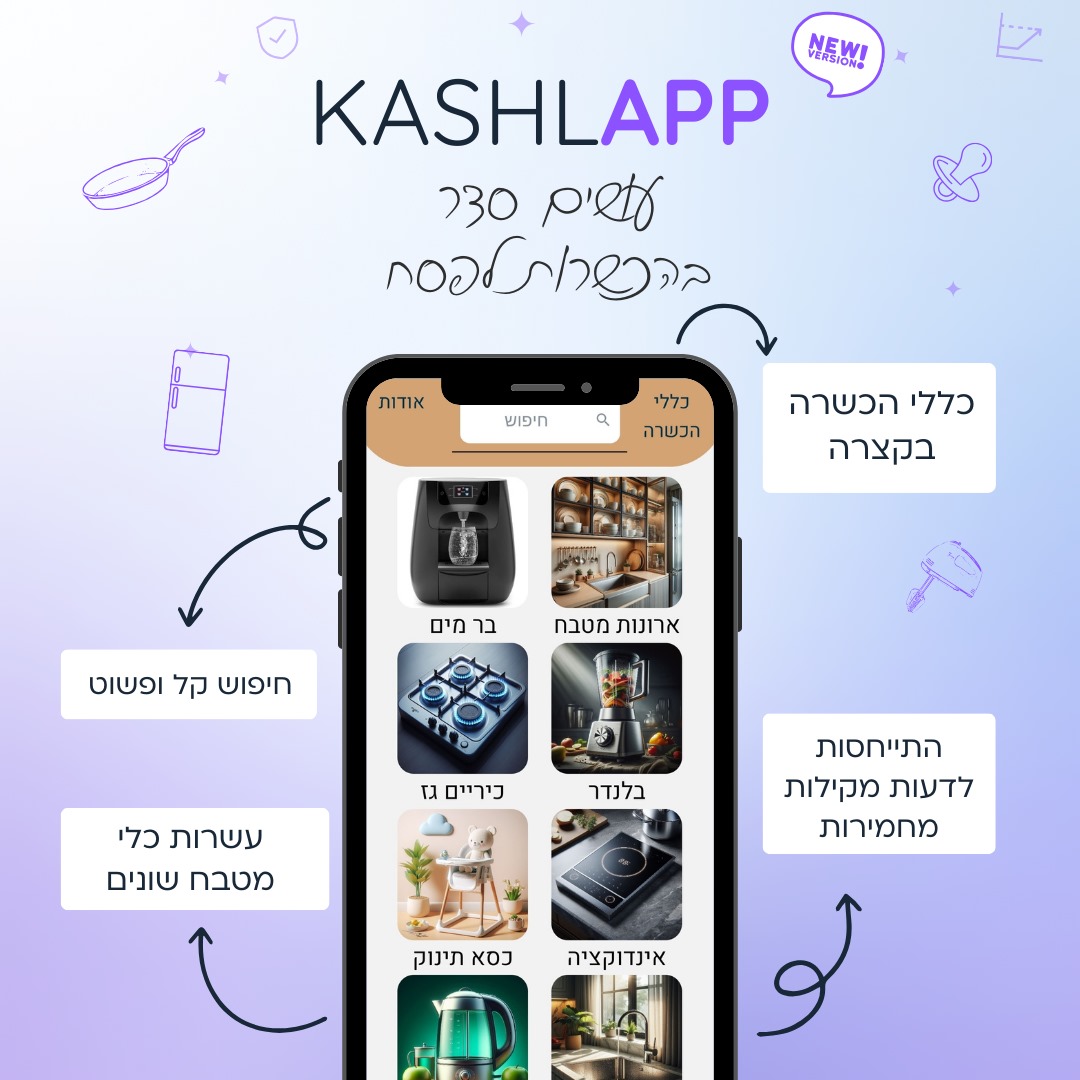 NEW!
VERSION!
KASHLAPP
עושים סדר
בהכשרות לפסח
כללי הכשרה
בקצרה
כללי
הכשרה
חיפוש
אודות
ארונות מטבח
בר מים
בלנדר
כיריים גז
אינדוקציה
כסא תינוק
חיפוש קל ופשוט
התייחסות
לדעות מקילות
מחמירות
עשרות כלי
מטבח שונים